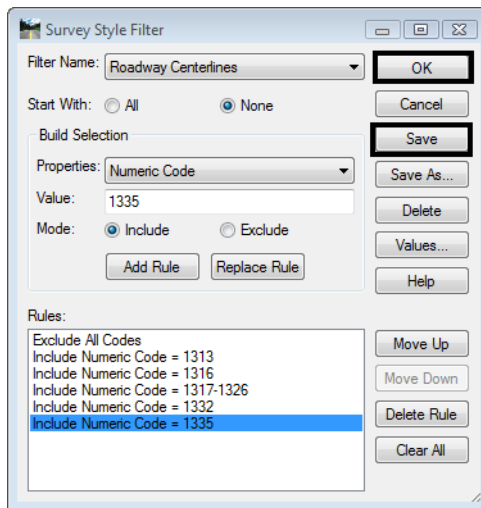 Survey Style Filter
Filter Name: Roadway Centerlines OK
Start With: All None Cancel
Build Selection Save
Properties: Numeric Code Save As...
Value: 1335 Delete
Mode: Include Exclude Values...
Add Rule Replace Rule Help
Rules:
Exclude All Codes Move Up
Include Numeric Code = 1313
Include Numeric Code = 1316 Move Down
Include Numeric Code = 1317-1326
Include Numeric Code = 1332 Delete Rule
Include Numeric Code = 1335
Clear All